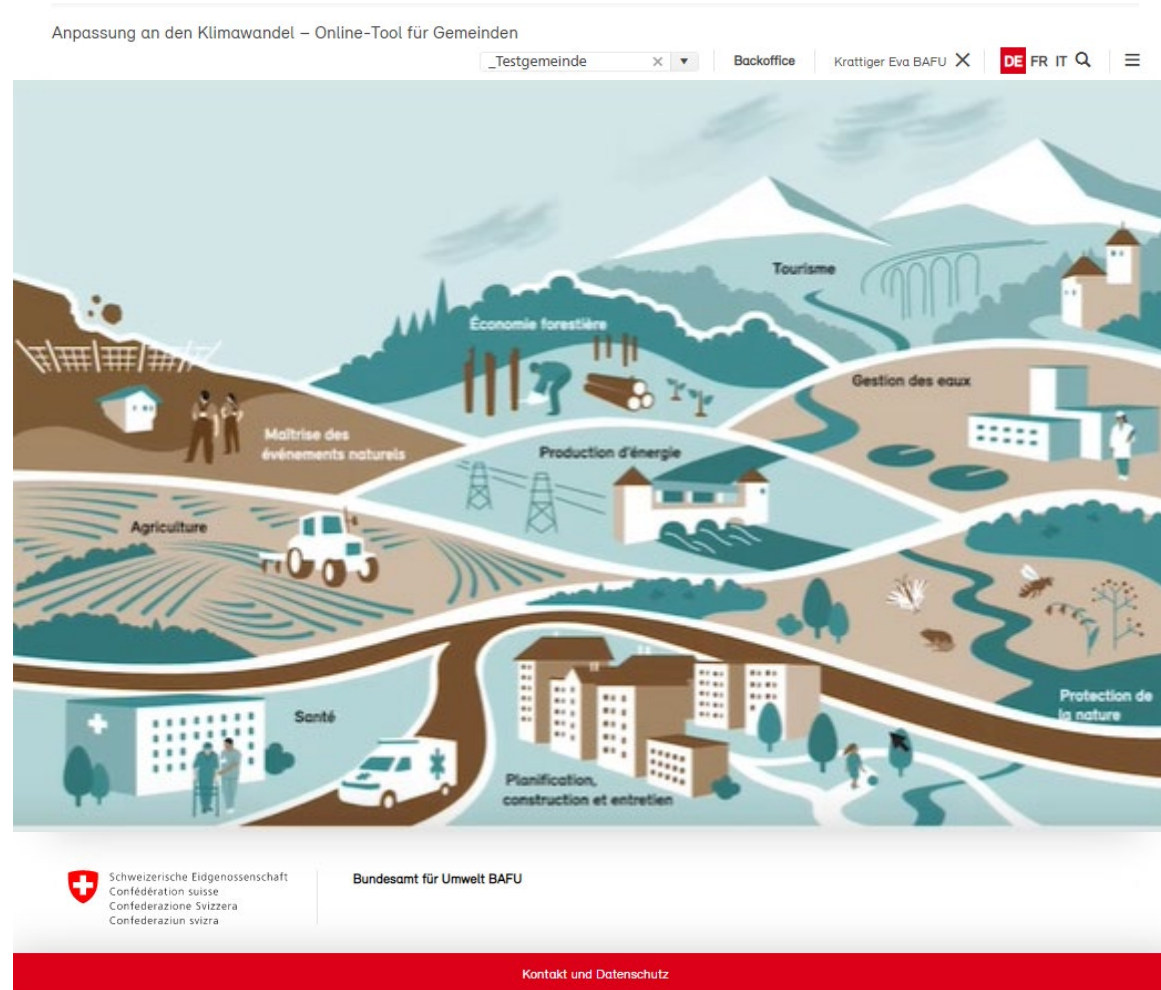 Anpassung an den Klimawandel – Online-Tool für Gemeinden
_Testgemeinde
Backoffice
Krattiger Eva BAFU
DE FR IT
Tourisme
Économie forestière
Gestion des eaux
Maîtrise des
événements naturels
Production d'énergie
Agriculture
Protection de
la nature
Santé
Planification,
construction et entretien
Schweizerische Eidgenossenschaft
Confédération suisse
Confederazione Svizzera
Confederaziun svizra
Bundesamt für Umwelt BAFU
Kontakt und Datenschutz